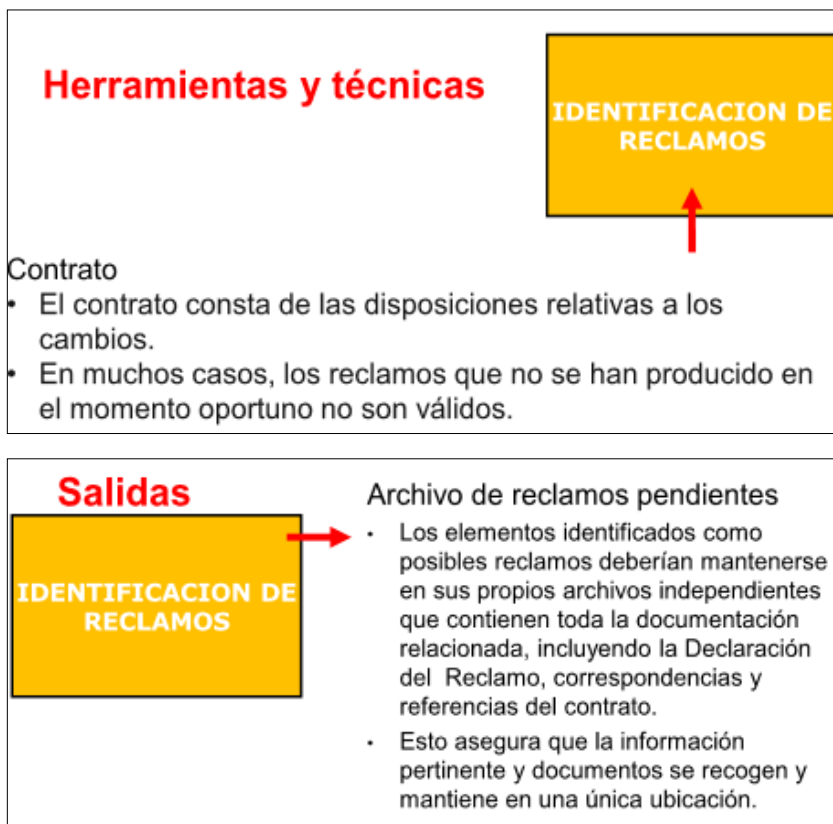 Herramientas y técnicas
IDENTIFICACION DE
RECLAMOS
Contrato
• El contrato consta de las disposiciones relativas a los
cambios.
• En muchos casos, los reclamos que no se han producido en
el momento oportuno no son válidos.
Salidas
IDENTIFICACION DE
RECLAMOS
Archivo de reclamos pendientes
• Los elementos identificados como
posibles reclamos deberían mantenerse
en sus propios archivos independientes
que contienen toda la documentación
relacionada, incluyendo la Declaración
del Reclamo, correspondencias y
referencias del contrato.
• Esto asegura que la información
pertinente y documentos se recogen y
mantiene en una única ubicación.